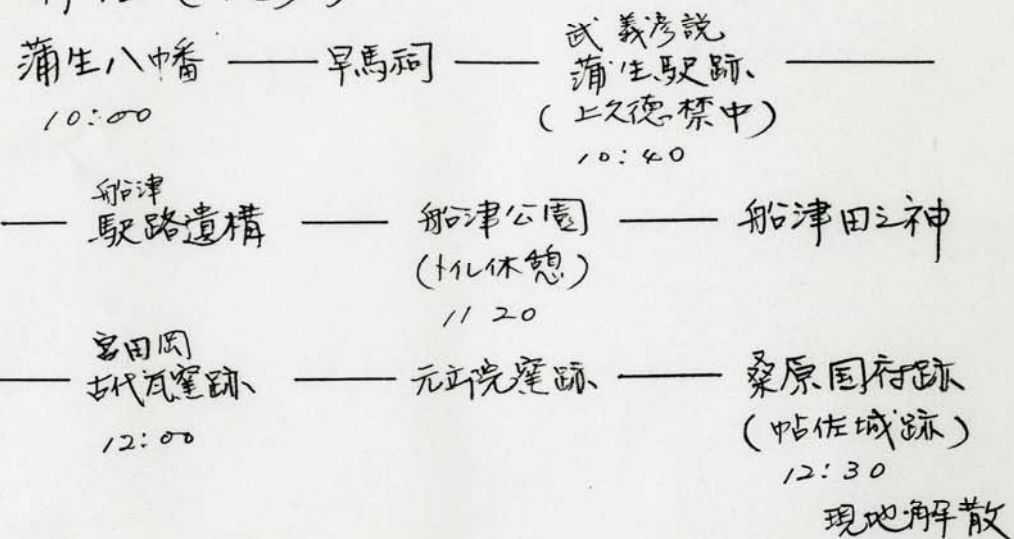 蒲生八幡 —— 早馬祠 —— 武 義彦説
蒲生駅跡 ——
(上久德 禁中)
10:00
10:40
—— 船津
駅路遺構 —— 船津公園 —— 船津田之神
(トイレ休憩)
11 20
—— 宮田岡
古代瓦窯跡 —— 元立院窯跡 —— 桑原国府跡
(帖佐城跡)
12:00
12:30
現地解散